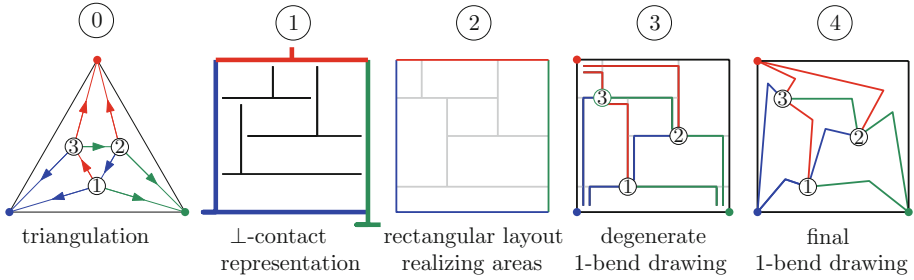 0 1 2 3 4
3 2 1
3 2 1
3 2 1
triangulation
⊥-contact
representation
rectangular layout
realizing areas
degenerate
1-bend drawing
final
1-bend drawing